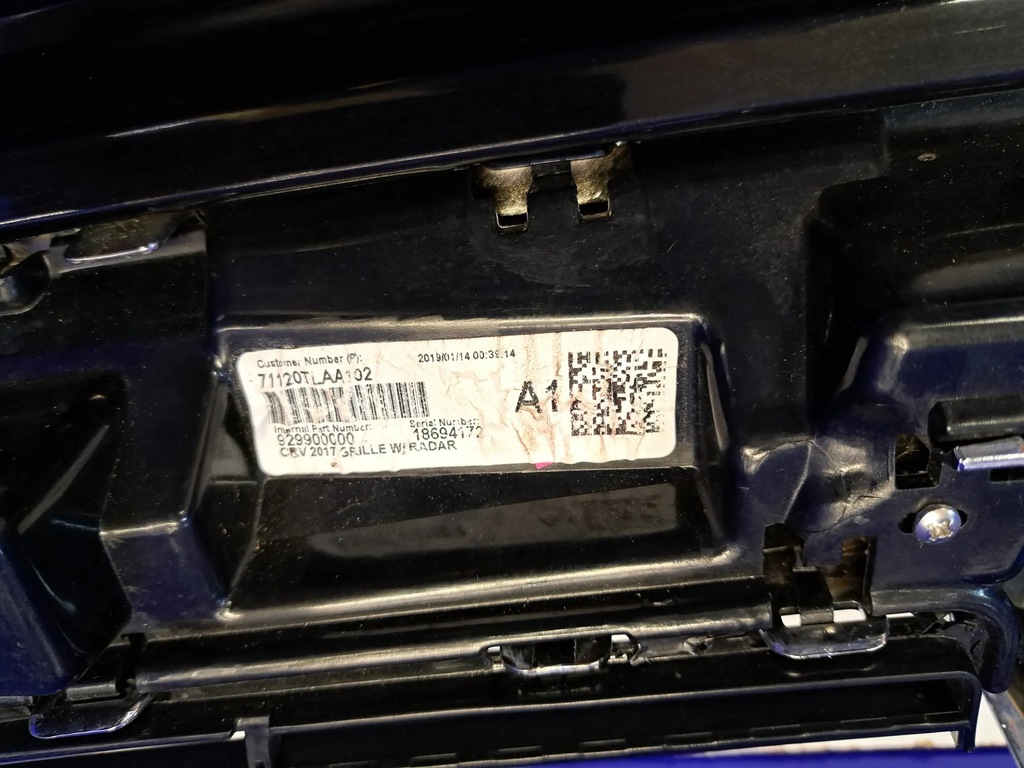 Customer Number (P):
2019/01/14 00:39:14
71120TLAA102
A1
Internal Part Number:
Serial Number:
929900000
18694172
CRV 2017 GRILLE W/ RADAR